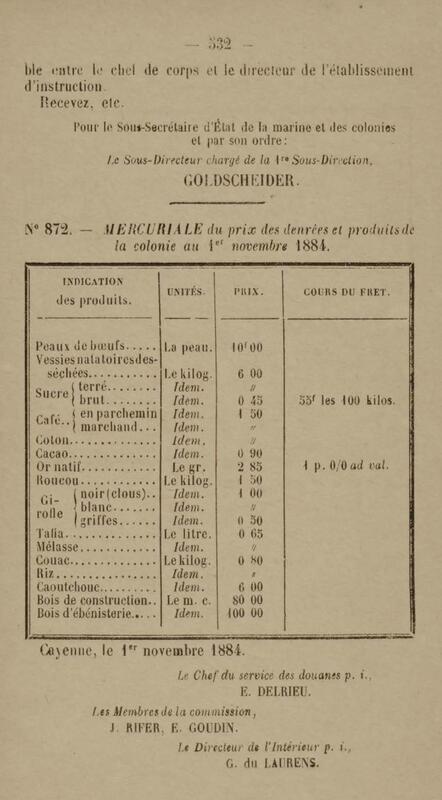 — 532 —
ble entre le chef de corps et le directeur de l'établissement
d'instruction.
Recevez, etc.
Pour le Sous-Secrétaire d'État de la marine et des colonies
et par son ordre:
Le Sous-Directeur chargé de la 1re Sous-Direction,
GOLDSCHEIDER.
N° 872. — MERCURIALE du prix des denrées et produits de
la colonie au 1er novembre 1884.
INDICATION des produits. UNITÉS. PRIX. COURS DU FRET.
Peaux de bœufs..... La peau. 10f 00
Vessies natatoires des-
séchées........... Le kilog. 6 00
Sucre { terré........ Idem. "
{ brut......... Idem. 0 45 55f les 100 kilos.
Café.. { en parchemin Idem. 1 50
{ marchand... Idem. "
Coton............. Idem. "
Cacao............. Idem. 0 90
Or natif........... Le gr. 2 85 1 p. 0/0 ad val.
Roucou............ Le kilog. 1 50
Gi-rofle { noir (clous).. Idem. 1 00
{ blanc........ Idem. "
{ griffes....... Idem. 0 50
Tafia.............. Le litre. 0 65
Mélasse........... Idem. "
Couac............. Le kilog. 0 80
Riz................ Idem. "
Caoutchouc........ Idem. 6 00
Bois de construction.. Le m. c. 80 00
Bois d'ébénisterie..... Idem. 100 00
Cayenne, le 1er novembre 1884.
Le Chef du service des douanes p. i.,
E. DELRIEU.
Les Membres de la commission,
J. RIFER, E. GOUDIN.
Le Directeur de l'Intérieur p. i.,
G. du LAURENS.